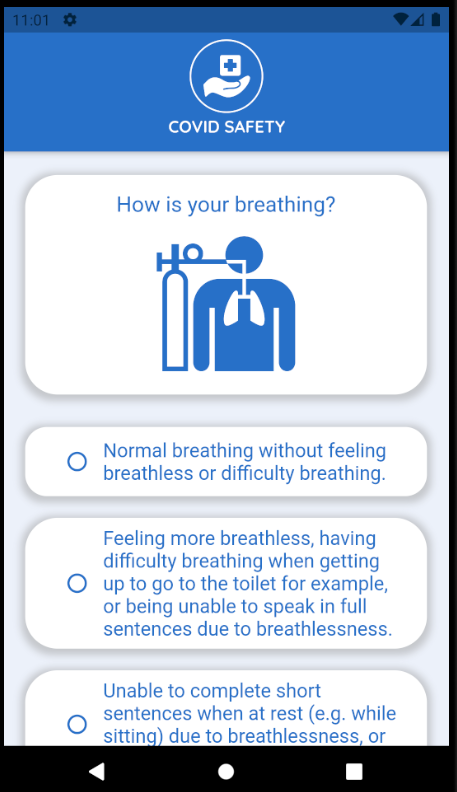 11:01
COVID SAFETY
How is your breathing?
Normal breathing without feeling
breathless or difficulty breathing.
Feeling more breathless, having
difficulty breathing when getting
up to go to the toilet for example,
or being unable to speak in full
sentences due to breathlessness.
Unable to complete short
sentences when at rest (e.g. while
sitting) due to breathlessness, or